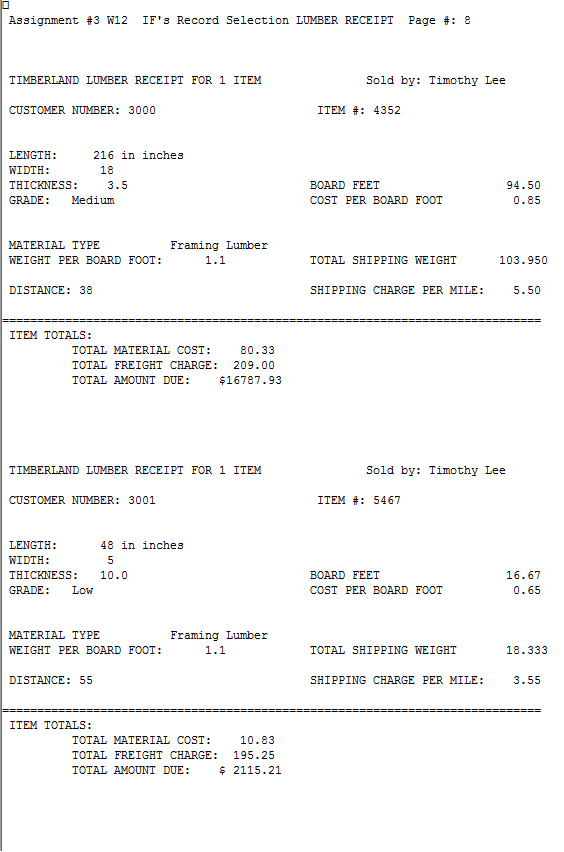 Assignment #3 W12  IF's Record Selection LUMBER RECEIPT  Page #: 8
TIMBERLAND LUMBER RECEIPT FOR 1 ITEM               Sold by: Timothy Lee
CUSTOMER NUMBER: 3000                       ITEM #: 4352
LENGTH:     216 in inches
WIDTH:       18
THICKNESS:    3.5                          BOARD FEET                  94.50
GRADE:   Medium                            COST PER BOARD FOOT          0.85
MATERIAL TYPE          Framing Lumber
WEIGHT PER BOARD FOOT:      1.1            TOTAL SHIPPING WEIGHT      103.950
DISTANCE: 38                               SHIPPING CHARGE PER MILE:    5.50
=============================================================================
ITEM TOTALS:
         TOTAL MATERIAL COST:    80.33
         TOTAL FREIGHT CHARGE:  209.00
         TOTAL AMOUNT DUE:    $16787.93
TIMBERLAND LUMBER RECEIPT FOR 1 ITEM               Sold by: Timothy Lee
CUSTOMER NUMBER: 3001                       ITEM #: 5467
LENGTH:      48 in inches
WIDTH:        5
THICKNESS:   10.0                          BOARD FEET                  16.67
GRADE:   Low                               COST PER BOARD FOOT          0.65
MATERIAL TYPE          Framing Lumber
WEIGHT PER BOARD FOOT:      1.1            TOTAL SHIPPING WEIGHT       18.333
DISTANCE: 55                               SHIPPING CHARGE PER MILE:    3.55
=============================================================================
ITEM TOTALS:
         TOTAL MATERIAL COST:    10.83
         TOTAL FREIGHT CHARGE:  195.25
         TOTAL AMOUNT DUE:    $ 2115.21